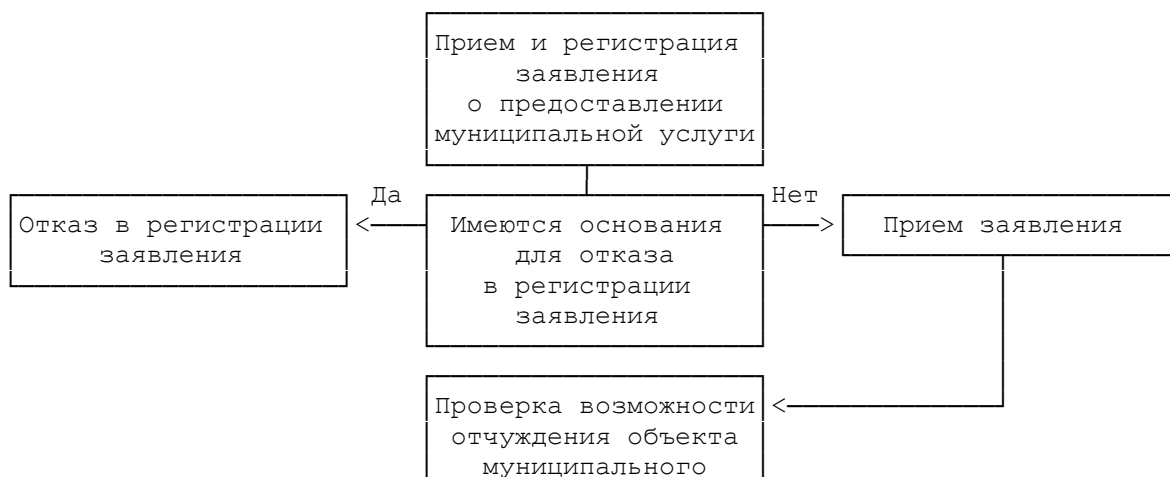 Прием и регистрация
заявления
о предоставлении
муниципальной услуги
Да
Нет
Отказ в регистрации
заявления
Имеются основания
для отказа
в регистрации
заявления
Прием заявления
Проверка возможности
отчуждения объекта
муниципального